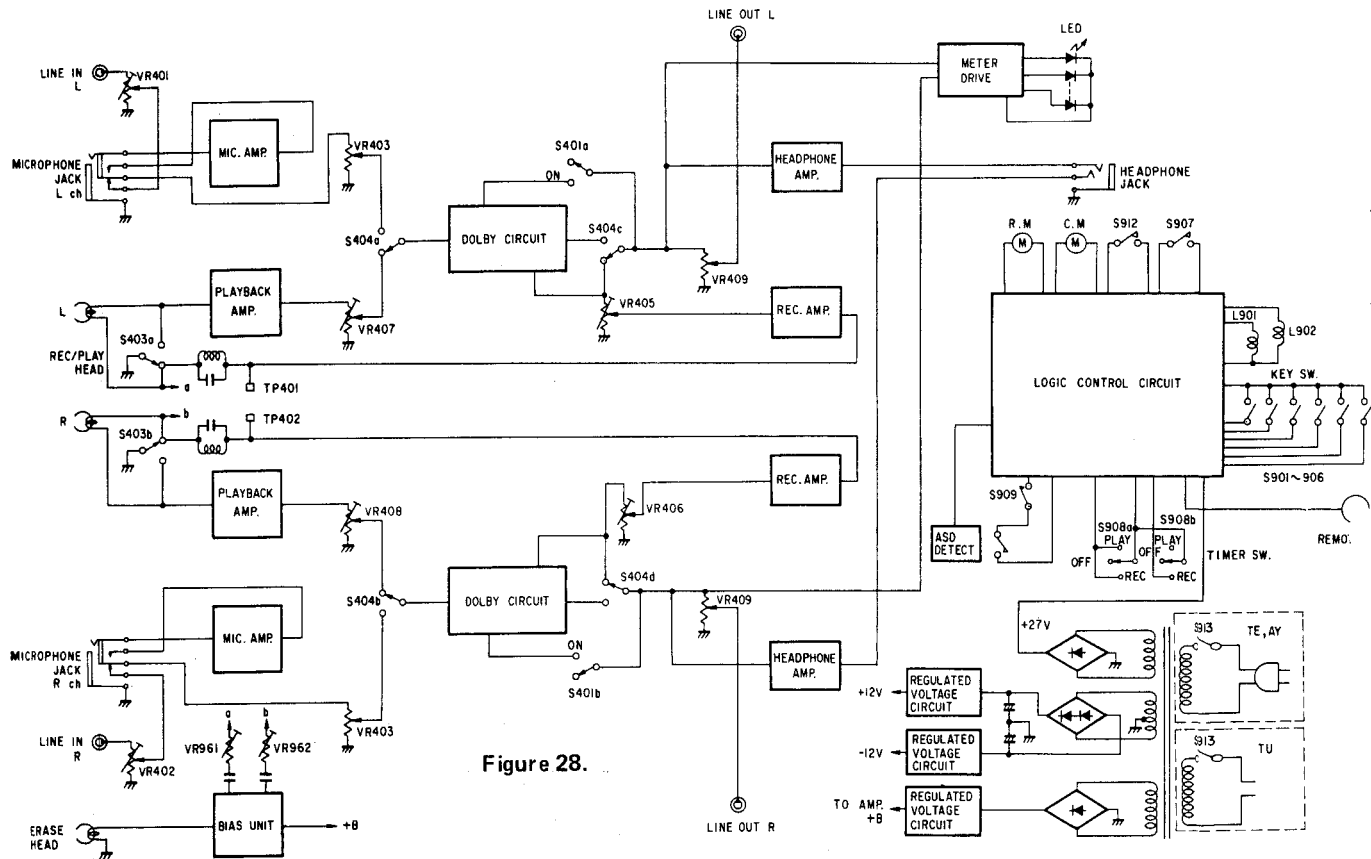 LINE OUT L
LED
LINE IN
L
VR401
METER
DRIVE
MIC. AMP.
VR403
MICROPHONE
JACK
L ch
S401a
ON
HEADPHONE
AMP.
HEADPHONE
JACK
S404a
DOLBY CIRCUIT
S404c
R.M
C.M
S912
S907
M
M
VR409
L
PLAYBACK
AMP.
VR407
VR405
REC. AMP.
L901
L902
S403a
REC/PLAY
HEAD
a
TP401
LOGIC CONTROL CIRCUIT
KEY SW.
R
b
TP402
S403b
S901~906
PLAYBACK
AMP.
VR408
VR406
REC. AMP.
S909
ASD
DETECT
S908a
PLAY
OFF
REC
S908b
PLAY
OFF
REC
TIMER SW.
REMO.
S404b
DOLBY CIRCUIT
S404d
VR409
MIC. AMP.
ON
S401b
HEADPHONE
AMP.
+27V
S913
TE, AY
MICROPHONE
JACK
R ch
a
b
VR403
+12V
REGULATED
VOLTAGE
CIRCUIT
LINE IN
R
VR402
VR961
VR962
Figure 28.
-12V
REGULATED
VOLTAGE
CIRCUIT
S913
TU
ERASE
HEAD
BIAS UNIT
+B
LINE OUT R
TO AMP.
+B
REGULATED
VOLTAGE
CIRCUIT